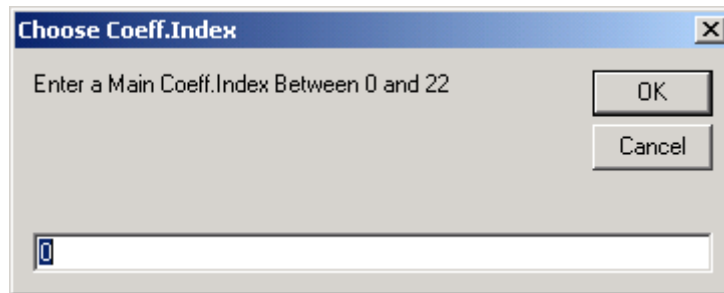 Choose Coeff.Index
Enter a Main Coeff.Index Between 0 and 22
OK
Cancel
0